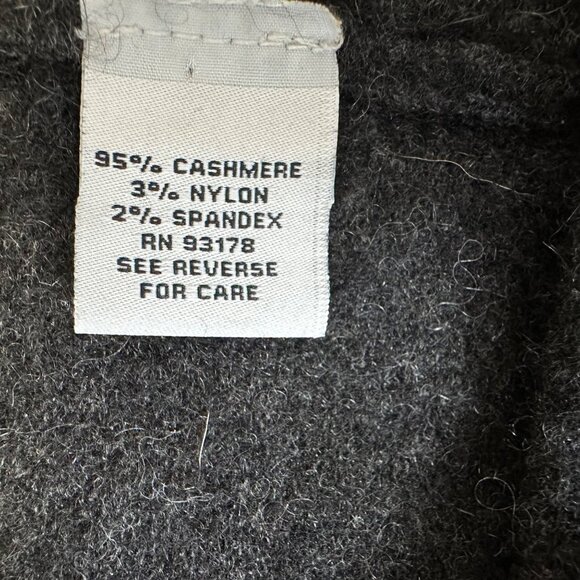 95% CASHMERE
3% NYLON
2% SPANDEX
RN 93178
SEE REVERSE
FOR CARE